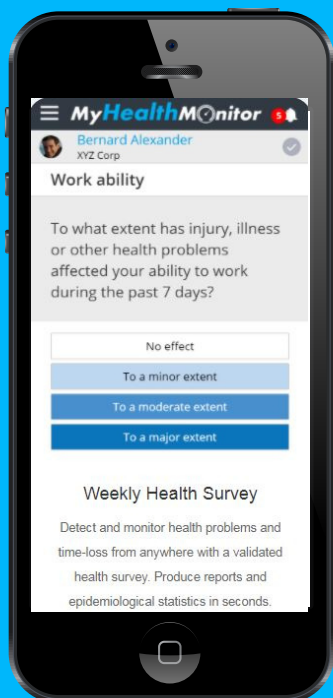 MyHealthMonitor 5
Bernard Alexander
XYZ Corp
Work ability
To what extent has injury, illness
or other health problems
affected your ability to work
during the past 7 days?
No effect
To a minor extent
To a moderate extent
To a major extent
Weekly Health Survey
Detect and monitor health problems and
time-loss from anywhere with a validated
health survey. Produce reports and
epidemiological statistics in seconds.